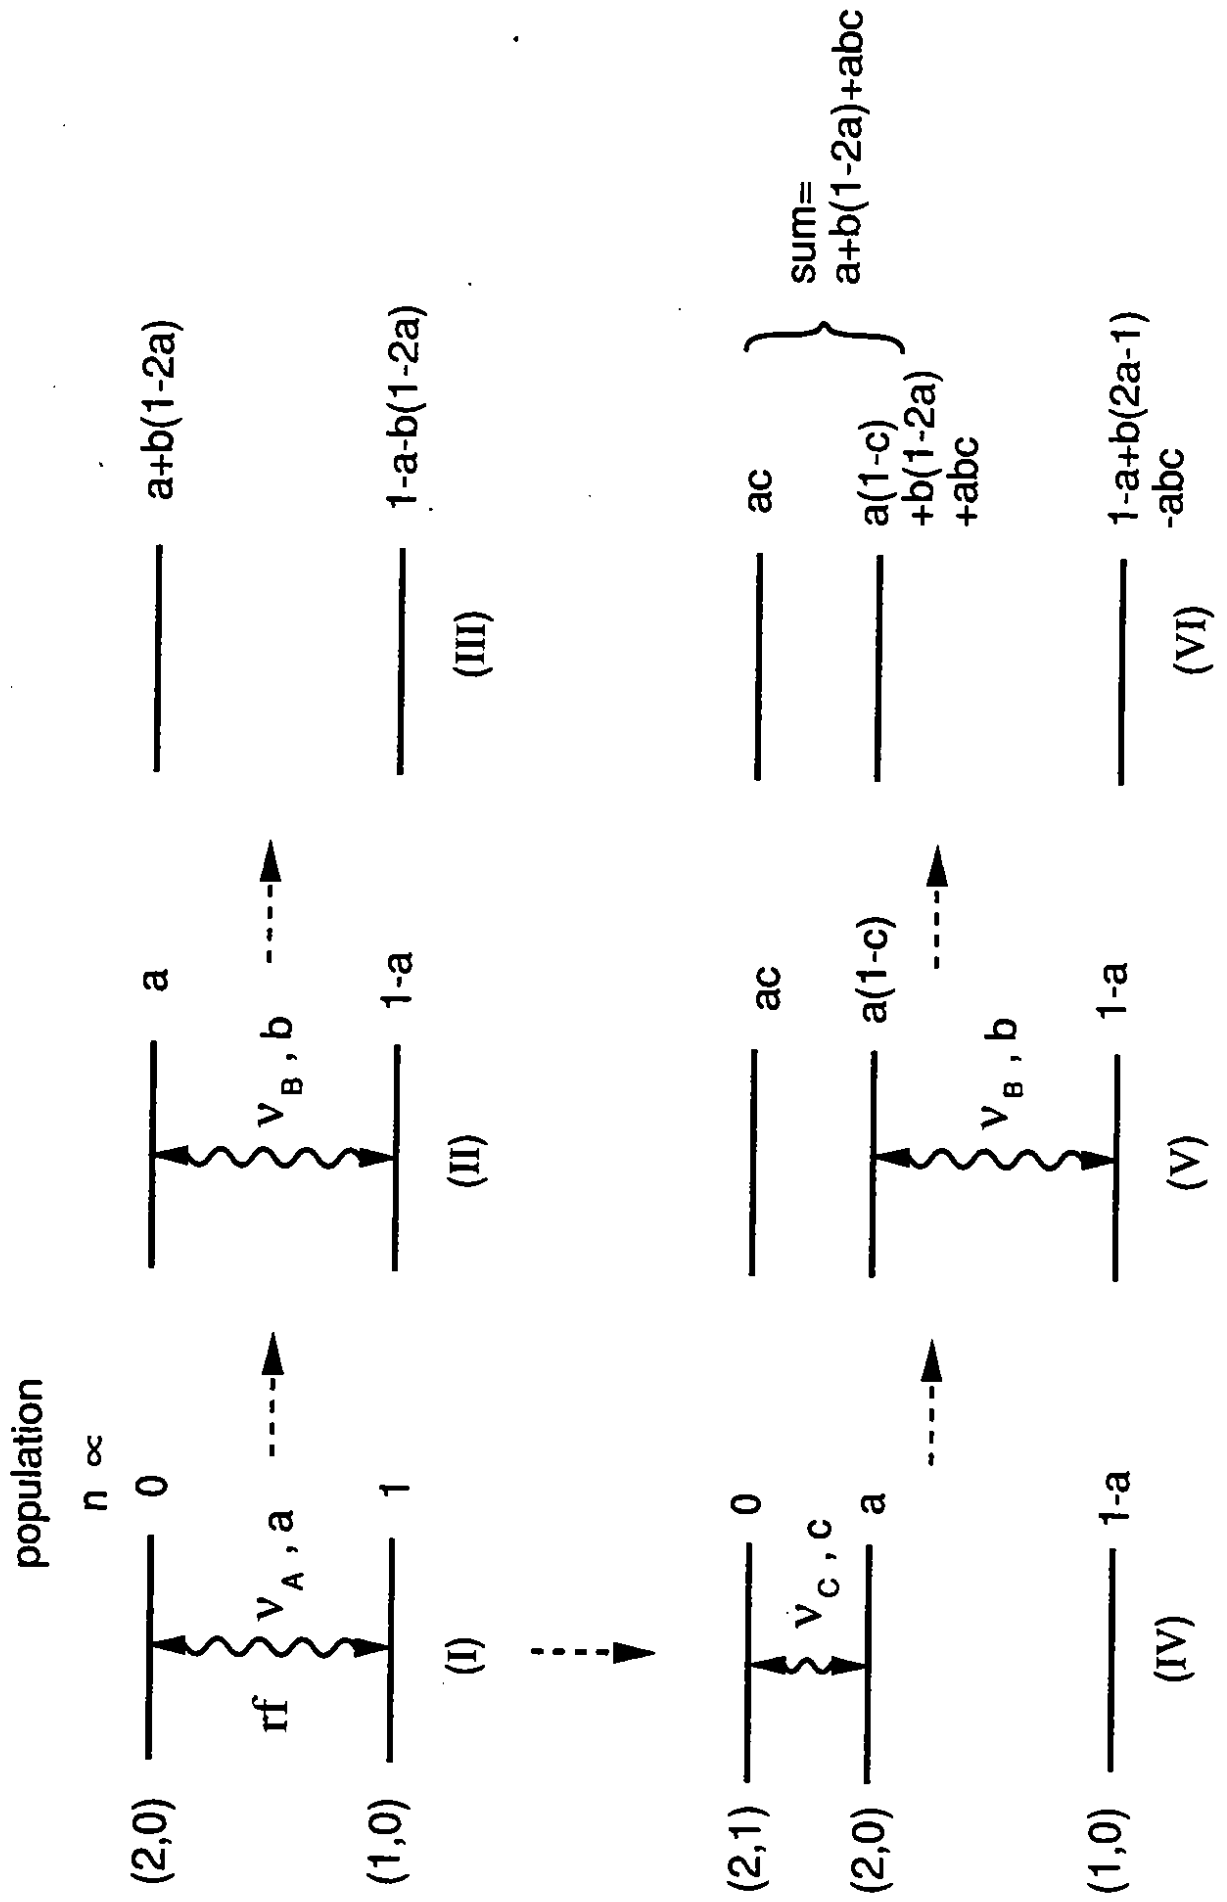 population
n ∝
(2,0)
0
rf
ν_A , a
(1,0)
1
(I)
a
ν_B , b
1-a
(II)
a+b(1-2a)
1-a-b(1-2a)
(III)
(2,1)
0
ν_C , c
(2,0)
a
(1,0)
1-a
(IV)
ac
a(1-c)
ν_B , b
1-a
(V)
ac
a(1-c)
+b(1-2a)
+abc
sum=
a+b(1-2a)+abc
1-a+b(2a-1)
-abc
(VI)